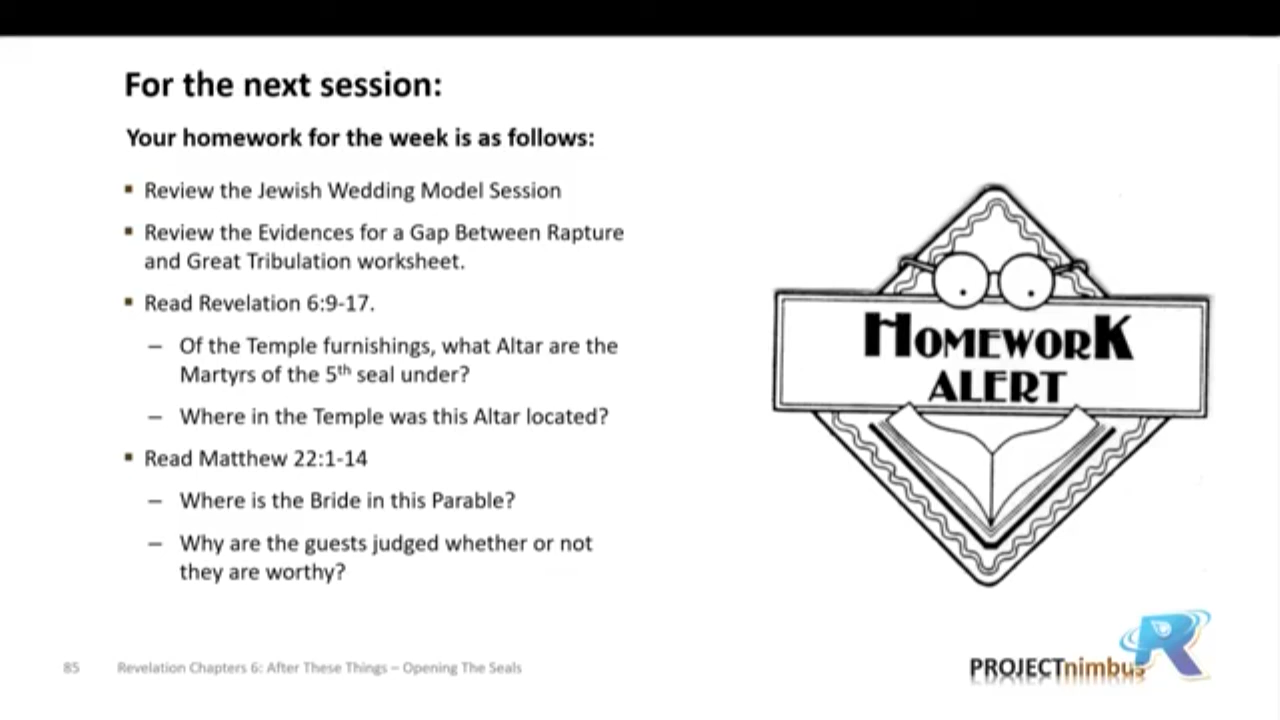 For the next session:
Your homework for the week is as follows:
▪ Review the Jewish Wedding Model Session
▪ Review the Evidences for a Gap Between Rapture
and Great Tribulation worksheet.
▪ Read Revelation 6:9-17.
– Of the Temple furnishings, what Altar are the
Martyrs of the 5th seal under?
– Where in the Temple was this Altar located?
▪ Read Matthew 22:1-14
– Where is the Bride in this Parable?
– Why are the guests judged whether or not
they are worthy?
HOMEWORK
ALERT
85 Revelation Chapters 6: After These Things – Opening The Seals
PROJECTnimbus
R